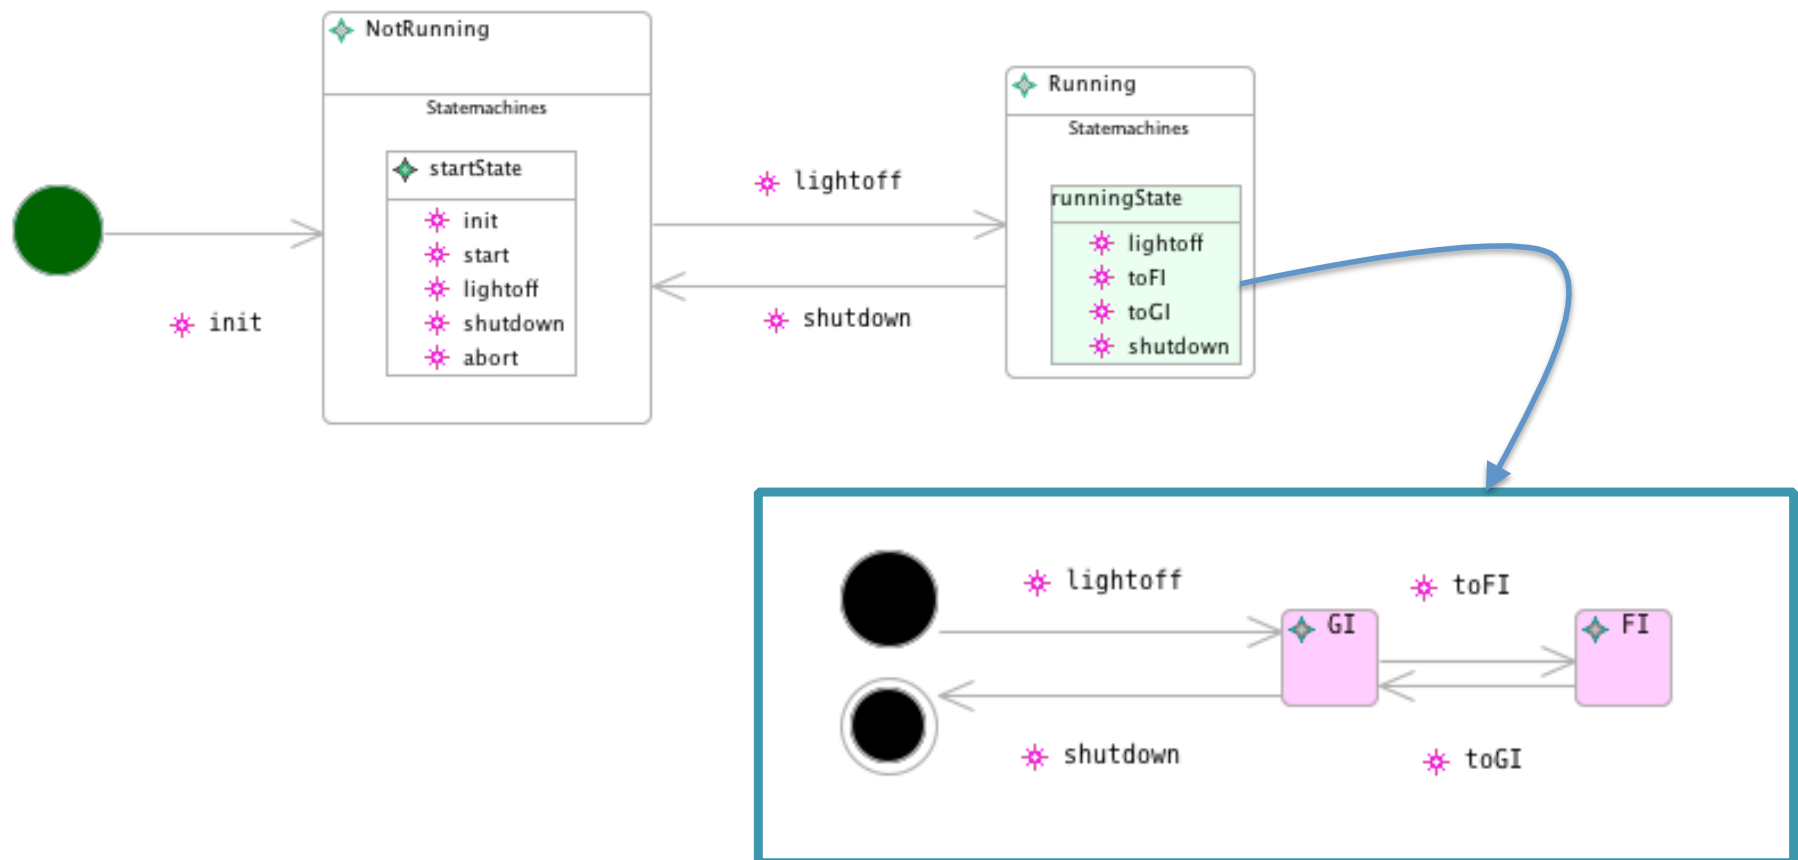 NotRunning
Statemachines
startState
init
start
lightoff
shutdown
abort
init
lightoff
shutdown
Running
Statemachines
runningState
lightoff
toFI
toGI
shutdown
lightoff
toFI
GI
FI
shutdown
toGI